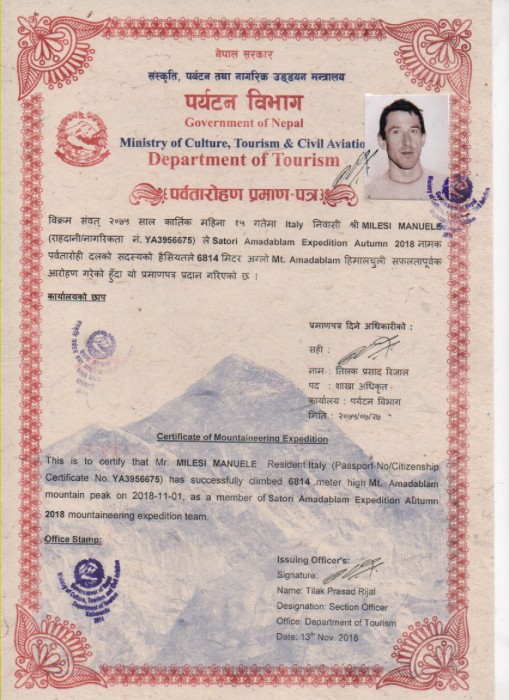 नेपाल सरकार
संस्कृति, पर्यटन तथा नागरिक उड्डयन मन्त्रालय
पर्यटन विभाग
Government of Nepal
Ministry of Culture, Tourism & Civil Aviatio
Department of Tourism
पर्वतारोहण प्रमाण-पत्र
विक्रम संवत् २०७५ साल कार्तिक महिना १५ गतेमा Italy निवासी श्री MILESI MANUELE
(राहदानी/नागरिकता नं. YA3956675) ले Satori Amadablam Expedition Autumn 2018 नामक
पर्वतारोही दलको सदस्यको हैसियतले 6814 मिटर अग्लो Mt. Amadablam हिमालचुली सफलतापूर्वक
आरोहण गरेको हुँदा यो प्रमाणपत्र प्रदान गरिएको छ ।
कार्यालयको छाप
प्रमाणपत्र दिने अधिकारीको :
सही :
नाम : तिलक प्रसाद रिजाल
पद : शाखा अधिकृत
कार्यालय : पर्यटन विभाग
मिति : २०७५/०७/२७
Certificate of Mountaineering Expedition
This is to certify that Mr. MILESI MANUELE Resident Italy (Passport-No/Citizenship
Certificate No. YA3956675) has successfully climbed 6814 meter high Mt. Amadablam
mountain peak on 2018-11-01, as a member of Satori Amadablam Expedition Autumn
2018 mountaineering expedition team.
Office Stamp:
Issuing Officer's:
Signature:
Name: Tilak Prasad Rijal
Designation: Section Officer
Office: Department of Tourism
Date: 13th Nov. 2018